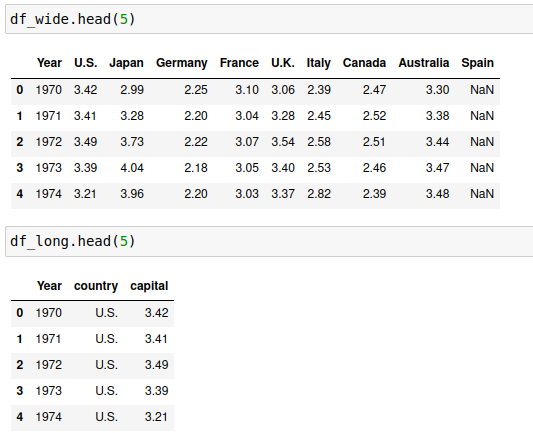 df_wide.head(5)
Year U.S. Japan Germany France U.K. Italy Canada Australia Spain
0 1970 3.42 2.99 2.25 3.10 3.06 2.39 2.47 3.30 NaN
1 1971 3.41 3.28 2.20 3.04 3.28 2.45 2.52 3.38 NaN
2 1972 3.49 3.73 2.22 3.07 3.54 2.58 2.51 3.44 NaN
3 1973 3.39 4.04 2.18 3.05 3.40 2.53 2.46 3.47 NaN
4 1974 3.21 3.96 2.20 3.03 3.37 2.82 2.39 3.48 NaN
df_long.head(5)
Year country capital
0 1970 U.S. 3.42
1 1971 U.S. 3.41
2 1972 U.S. 3.49
3 1973 U.S. 3.39
4 1974 U.S. 3.21